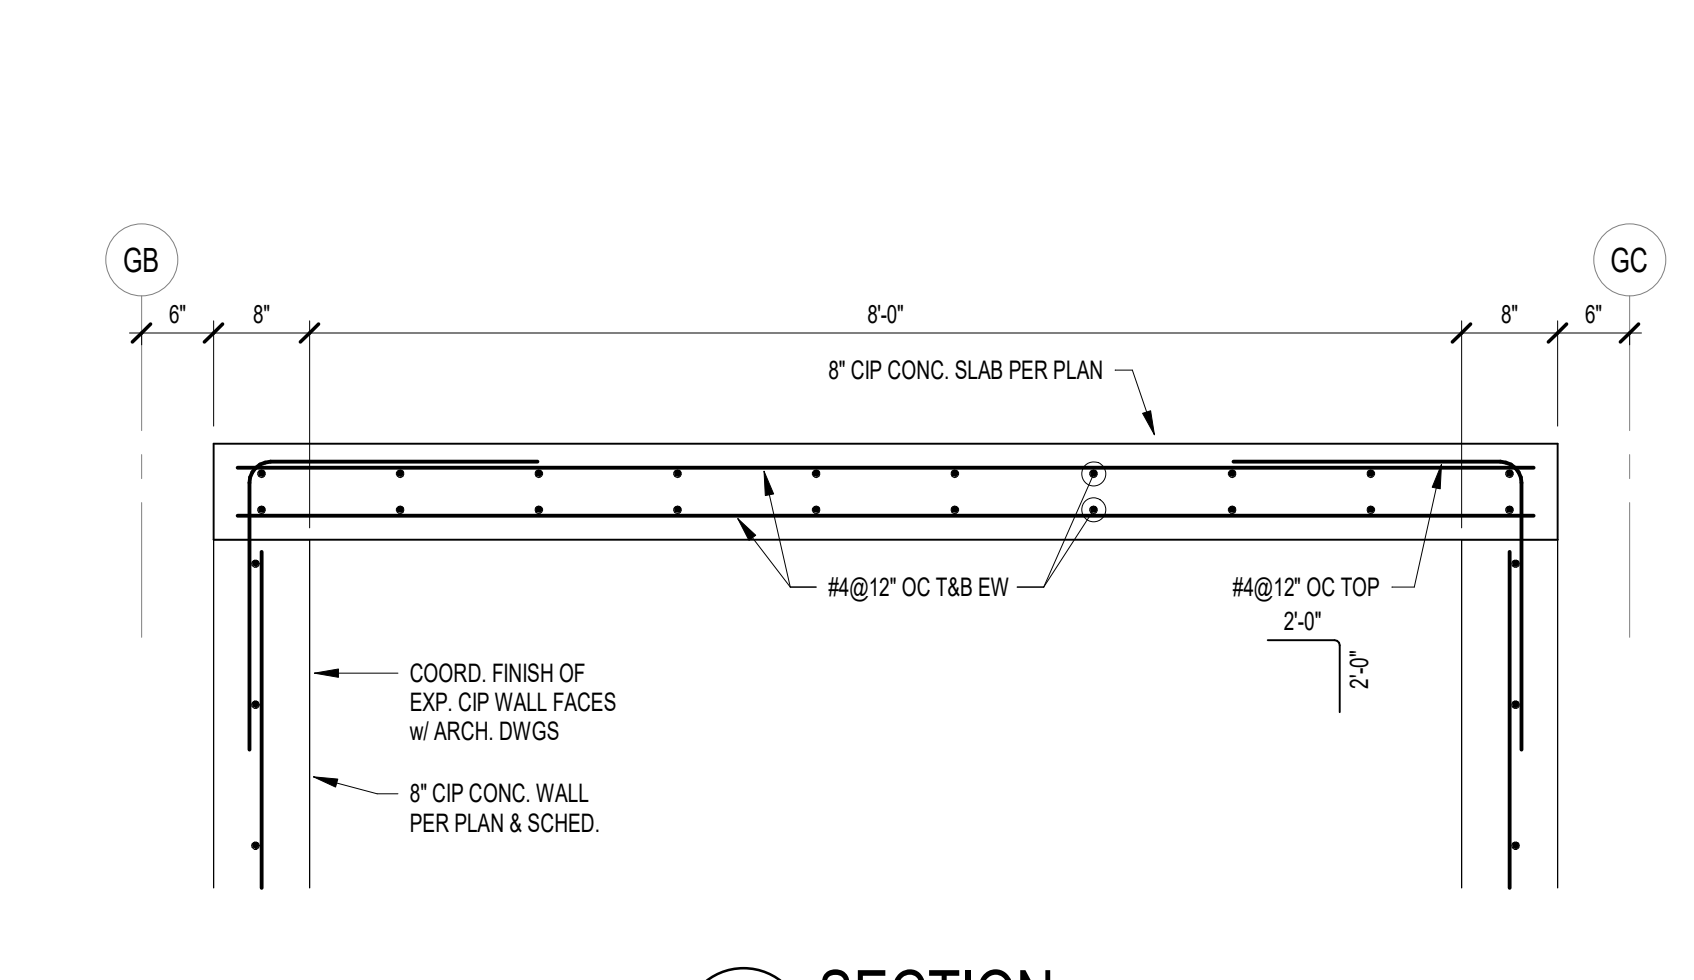 GB
GC
6"
8"
8'-0"
8"
6"
8" CIP CONC. SLAB PER PLAN
#4@12" OC T&B EW
#4@12" OC TOP
2'-0"
2'-0"
COORD. FINISH OF
EXP. CIP WALL FACES
w/ ARCH. DWGS
8" CIP CONC. WALL
PER PLAN & SCHED.
SECTION